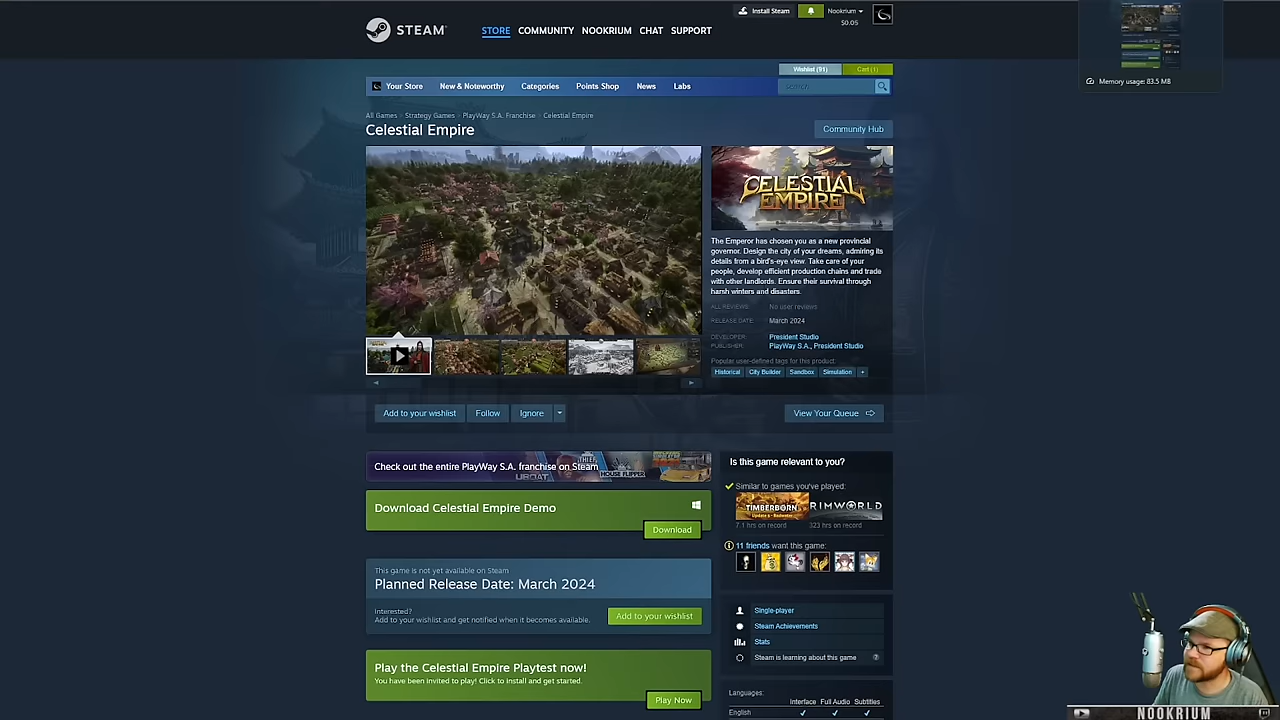 STEAM
STORE COMMUNITY NOOKRIUM CHAT SUPPORT
Install Steam
Nookrium
$0.05
Memory usage: 83.5 MB
Wishlist (91)
Cart (1)
Your Store New & Noteworthy Categories Points Shop News Labs
search
All Games > Strategy Games > PlayWay S.A. Franchise > Celestial Empire
Celestial Empire
Community Hub
CELESTIAL
EMPIRE
The Emperor has chosen you as a new provincial
governor. Design the city of your dreams, admiring its
details from a bird's-eye view. Take care of your
people, develop efficient production chains and trade
with other landlords. Ensure their survival through
harsh winters and disasters.
ALL REVIEWS: No user reviews
RELEASE DATE: March 2024
DEVELOPER: President Studio
PUBLISHER: PlayWay S.A., President Studio
Popular user-defined tags for this product:
Historical City Builder Sandbox Simulation +
Add to your wishlist Follow Ignore
View Your Queue
Check out the entire PlayWay S.A. franchise on Steam
UBOAT
THIEF
HOUSE FLIPPER
Download Celestial Empire Demo
Download
This game is not yet available on Steam
Planned Release Date: March 2024
Interested?
Add to your wishlist and get notified when it becomes available.
Add to your wishlist
Play the Celestial Empire Playtest now!
You have been invited to play! Click to install and get started.
Play Now
Is this game relevant to you?
Similar to games you've played:
TIMBERBORN
RIMWORLD
7.1 hrs on record
323 hrs on record
11 friends want this game:
Single-player
Steam Achievements
Stats
Steam is learning about this game ?
Languages:
Interface Full Audio Subtitles
English ✓ ✓ ✓
NOOKRIUM